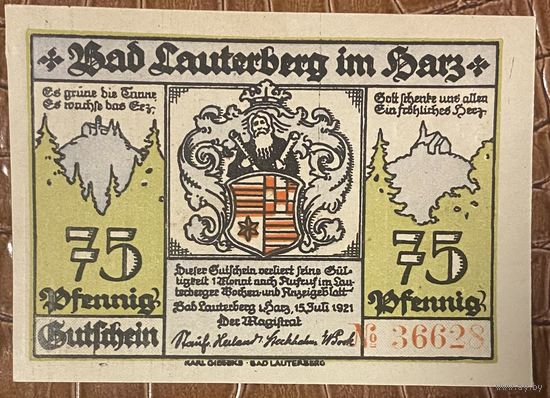 Bad Lauterberg im Harz
Es grüne die Tanne,
Es wachse das Erz,
Gott schenke uns allen
Ein fröhliches Herz.
75
Pfennig
Gutschein
Dieser Gutschein verliert seine Gül-
tigkeit 1 Monat nach Aufruf im Lau-
terberger Wochen-und Anzeigeblatt
Bad Lauterberg i.Harz, 15.Juli 1921
Der Magistrat
75
Pfennig
No 36628
KARL GIESEKE · BAD LAUTERBERG